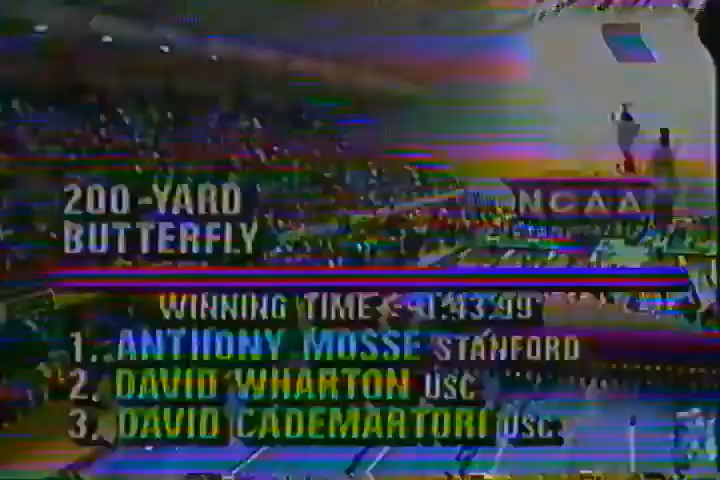 200-YARD
BUTTERFLY
NCAA
WINNING TIME - 1:43.99
1. ANTHONY MOSSE STANFORD
2. DAVID WHARTON USC
3. DAVID CADEMARTORI USC